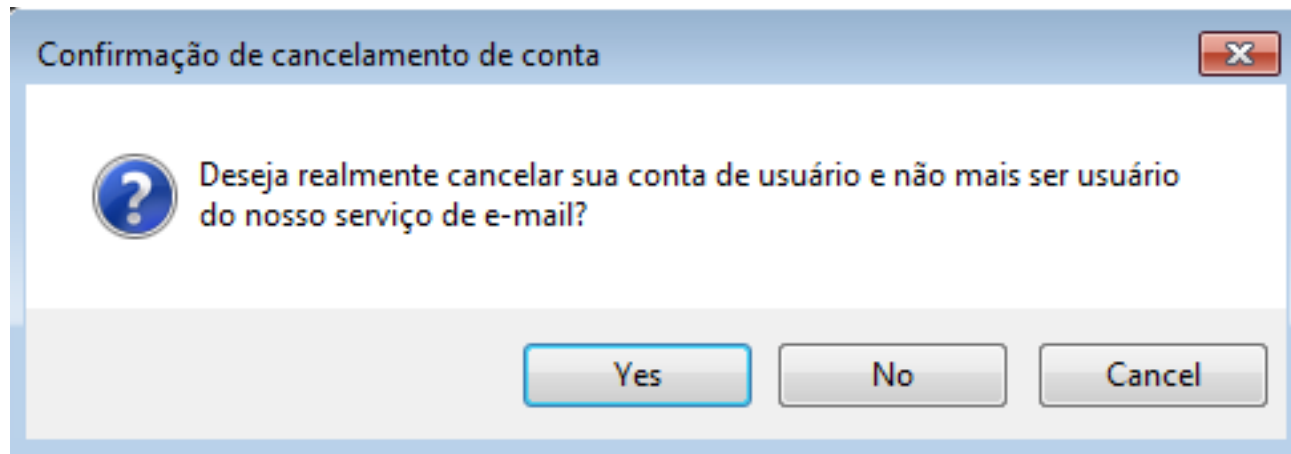 Confirmação de cancelamento de conta
Deseja realmente cancelar sua conta de usuário e não mais ser usuário
do nosso serviço de e-mail?
Yes
No
Cancel